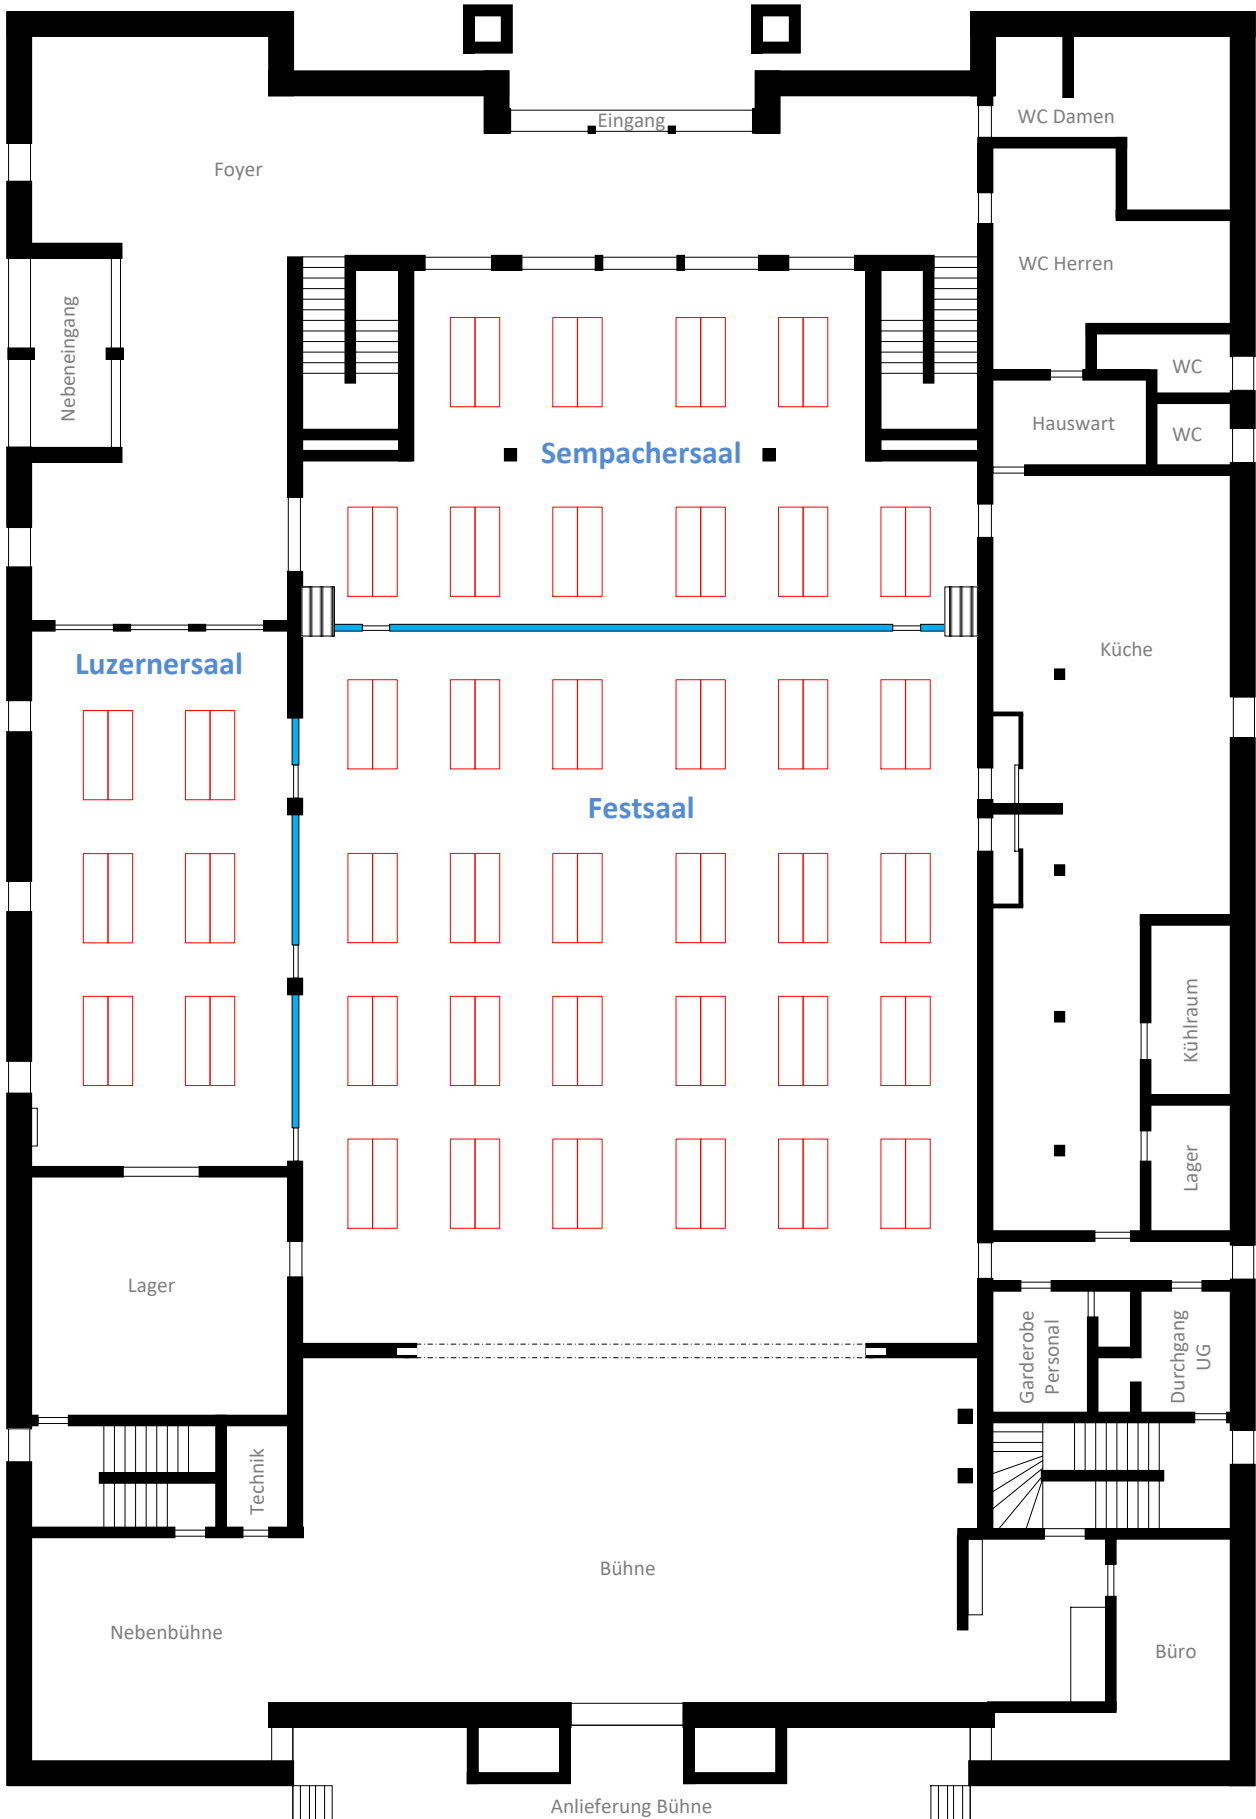 Eingang
WC Damen
Foyer
WC Herren
Nebeneingang
WC
Hauswart
WC
Sempachersaal
Küche
Luzernersaal
Festsaal
Kühlraum
Lager
Lager
Garderobe
Personal
Durchgang
UG
Technik
Bühne
Nebenbühne
Büro
Anlieferung Bühne